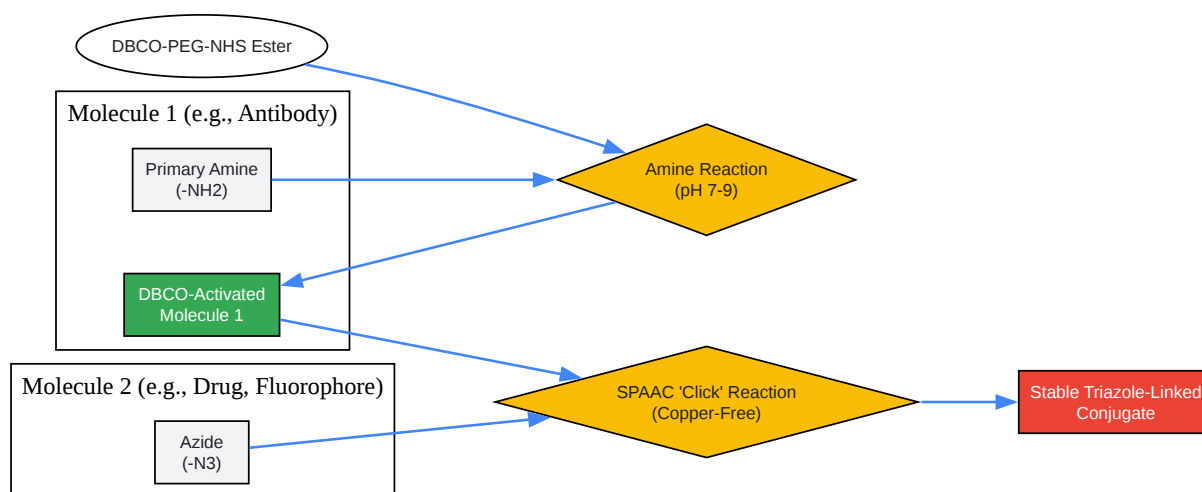 DBCO-PEG-NHS Ester
Molecule 1 (e.g., Antibody)
Primary Amine
(-NH2)
Amine Reaction
(pH 7-9)
DBCO-Activated
Molecule 1
Molecule 2 (e.g., Drug, Fluorophore)
Azide
(-N3)
SPAAC 'Click' Reaction
(Copper-Free)
Stable Triazole-Linked
Conjugate